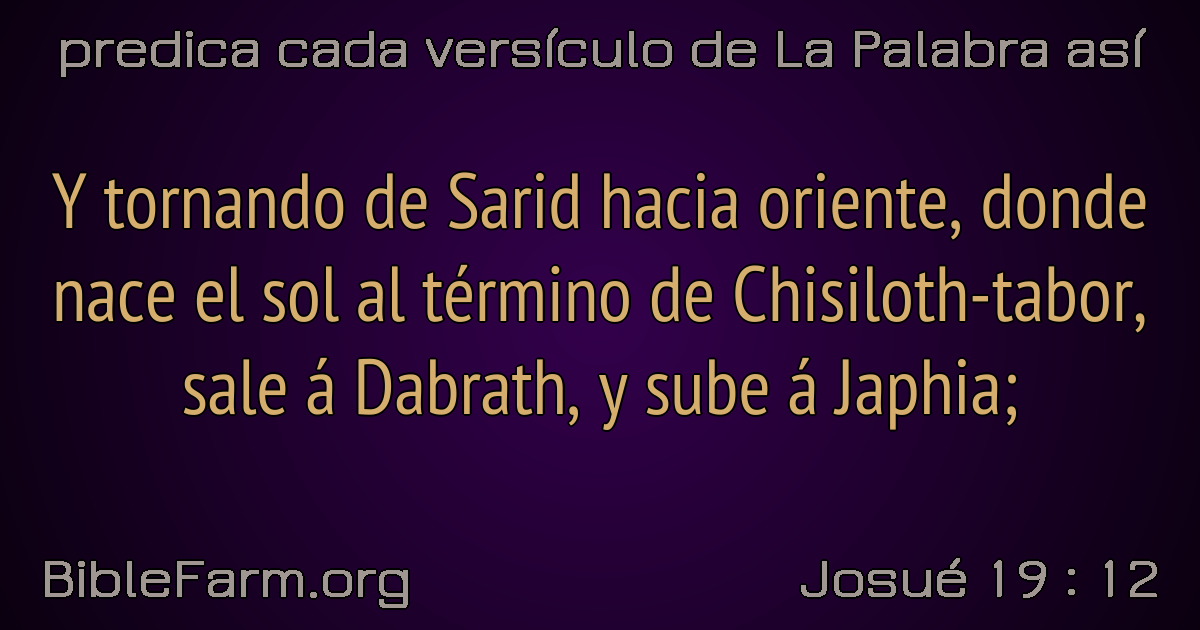 predica cada versículo de La Palabra así
Y tornando de Sarid hacia oriente, donde
nace el sol al término de Chisiloth-tabor,
sale á Dabrath, y sube á Japhia;
BibleFarm.org
Josué 19 : 12